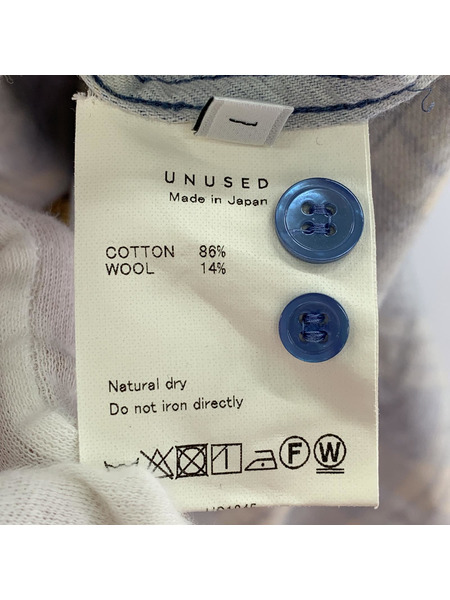 1
UNUSED
Made in Japan
COTTON 86%
WOOL 14%
Natural dry
Do not iron directly
F W